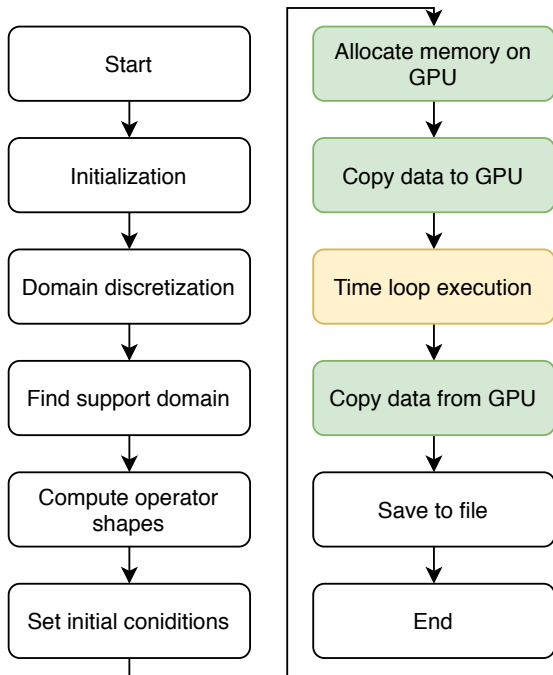 Start
Initialization
Domain discretization
Find support domain
Compute operator
shapes
Set initial coniditions
Allocate memory on
GPU
Copy data to GPU
Time loop execution
Copy data from GPU
Save to file
End